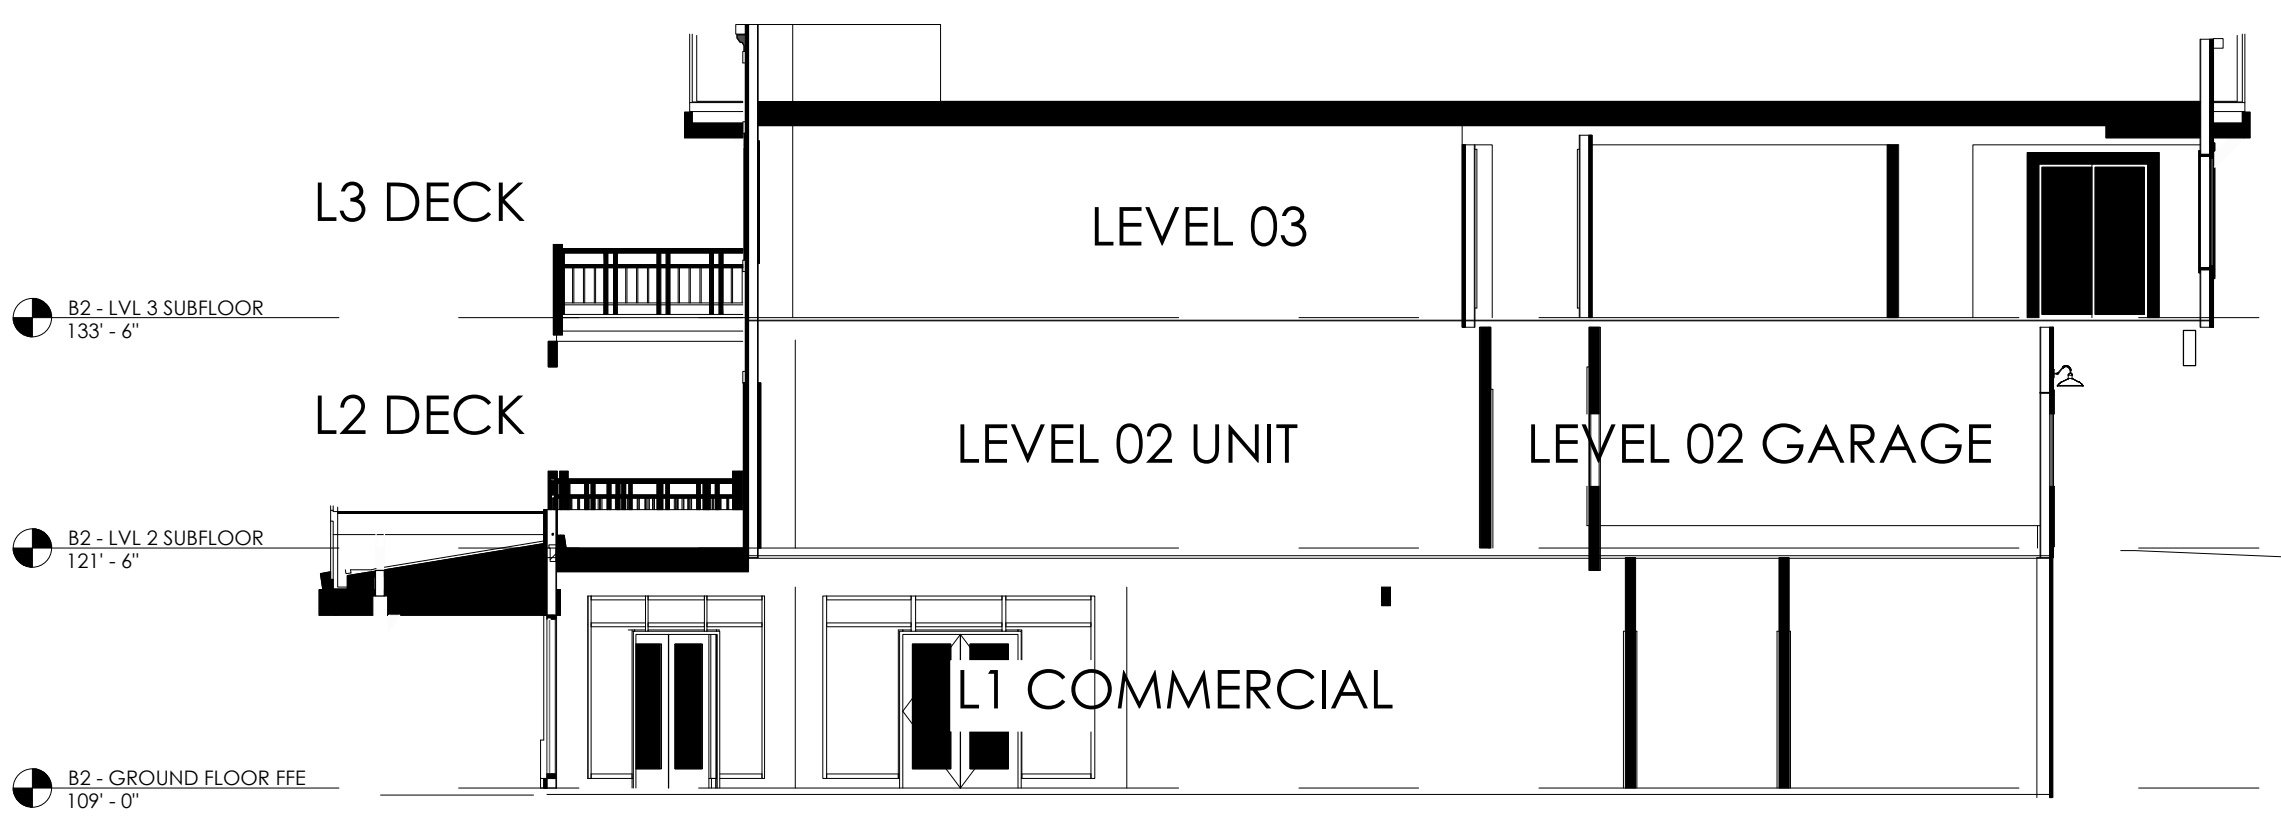 L3 DECK
LEVEL 03
B2 - LVL 3 SUBFLOOR
133' - 6"
L2 DECK
LEVEL 02 UNIT
LEVEL 02 GARAGE
B2 - LVL 2 SUBFLOOR
121' - 6"
L1 COMMERCIAL
B2 - GROUND FLOOR FFE
109' - 0"